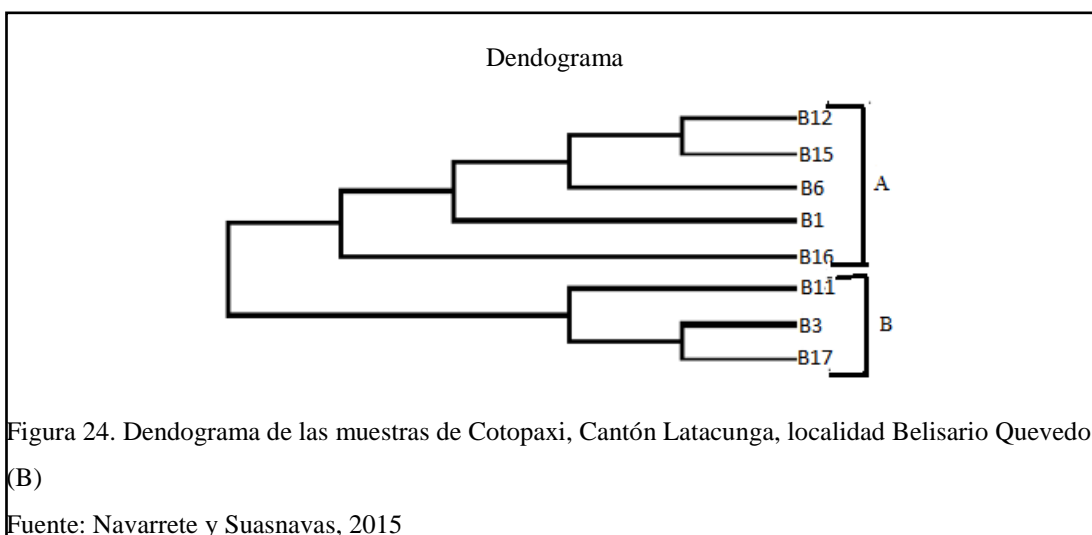 Dendograma
B12
B15
B6
A
B1
B16
B11
B3
B
B17
Figura 24. Dendograma de las muestras de Cotopaxi, Cantón Latacunga, localidad Belisario Quevedo
(B)
Fuente: Navarrete y Suasnavas, 2015